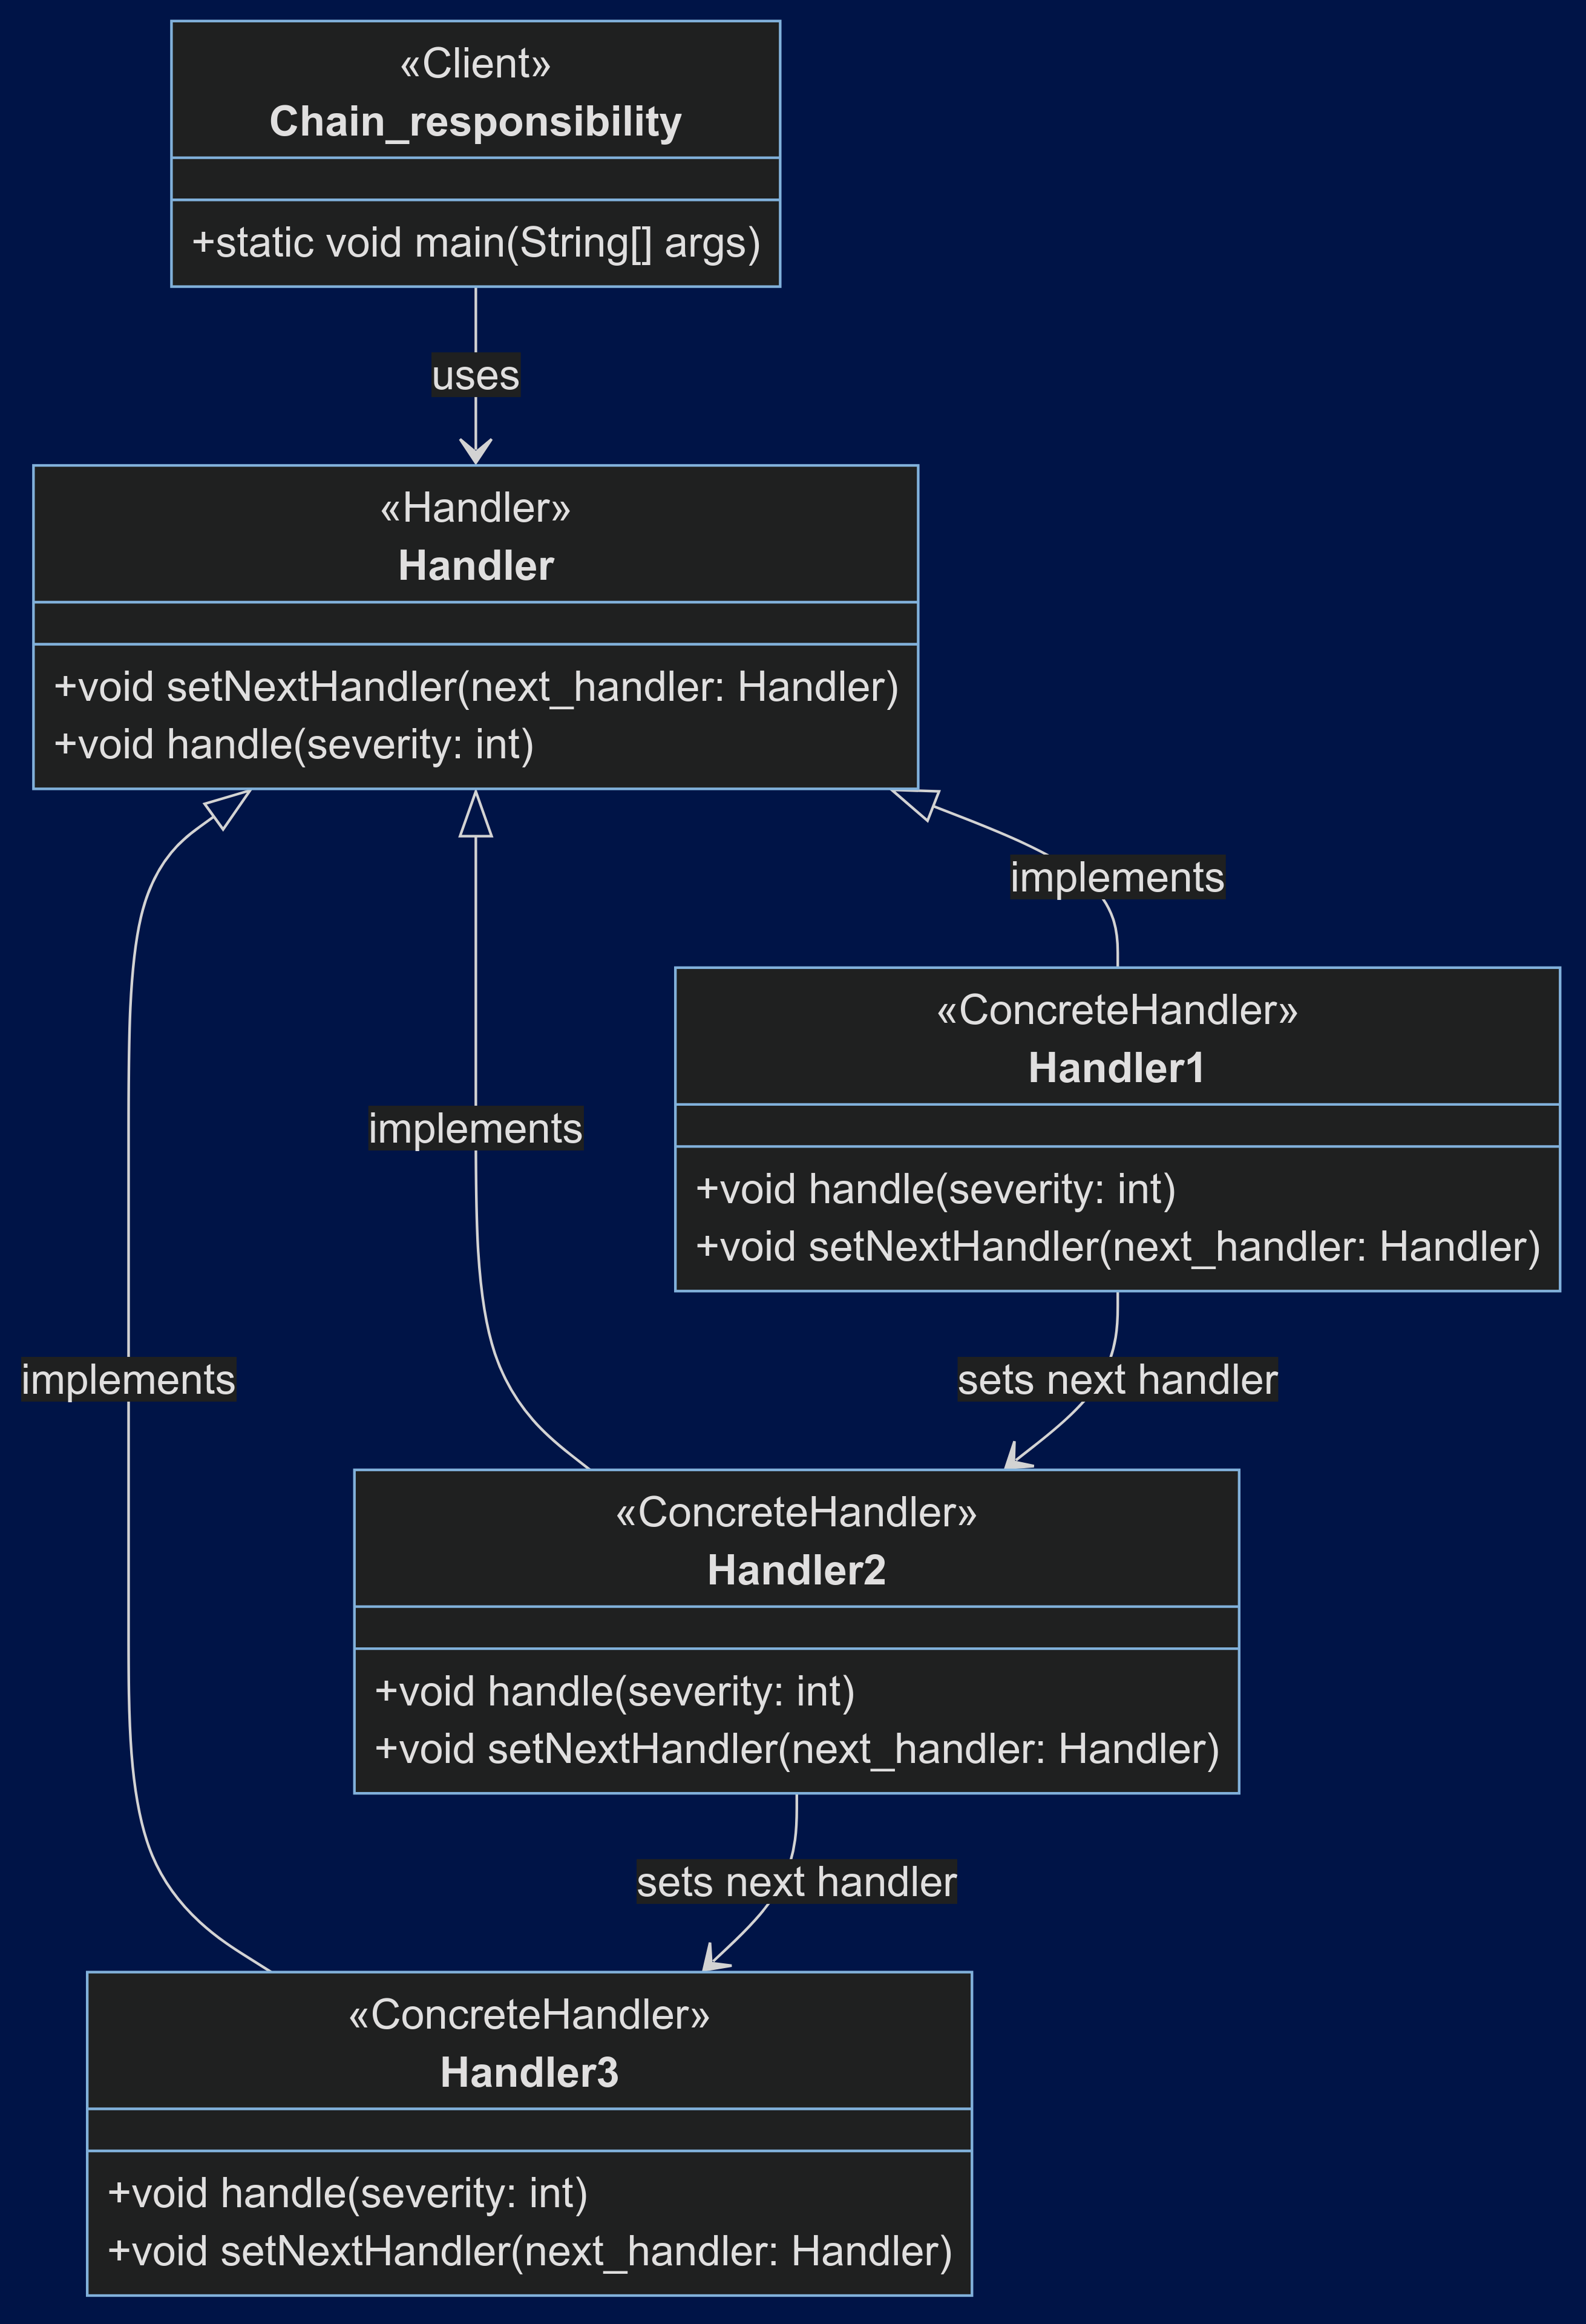 «Client»
Chain_responsibility
+static void main(String[] args)
uses
«Handler»
Handler
+void setNextHandler(next_handler: Handler)
+void handle(severity: int)
implements
«ConcreteHandler»
Handler1
implements
+void handle(severity: int)
+void setNextHandler(next_handler: Handler)
implements
sets next handler
«ConcreteHandler»
Handler2
+void handle(severity: int)
+void setNextHandler(next_handler: Handler)
sets next handler
«ConcreteHandler»
Handler3
+void handle(severity: int)
+void setNextHandler(next_handler: Handler)